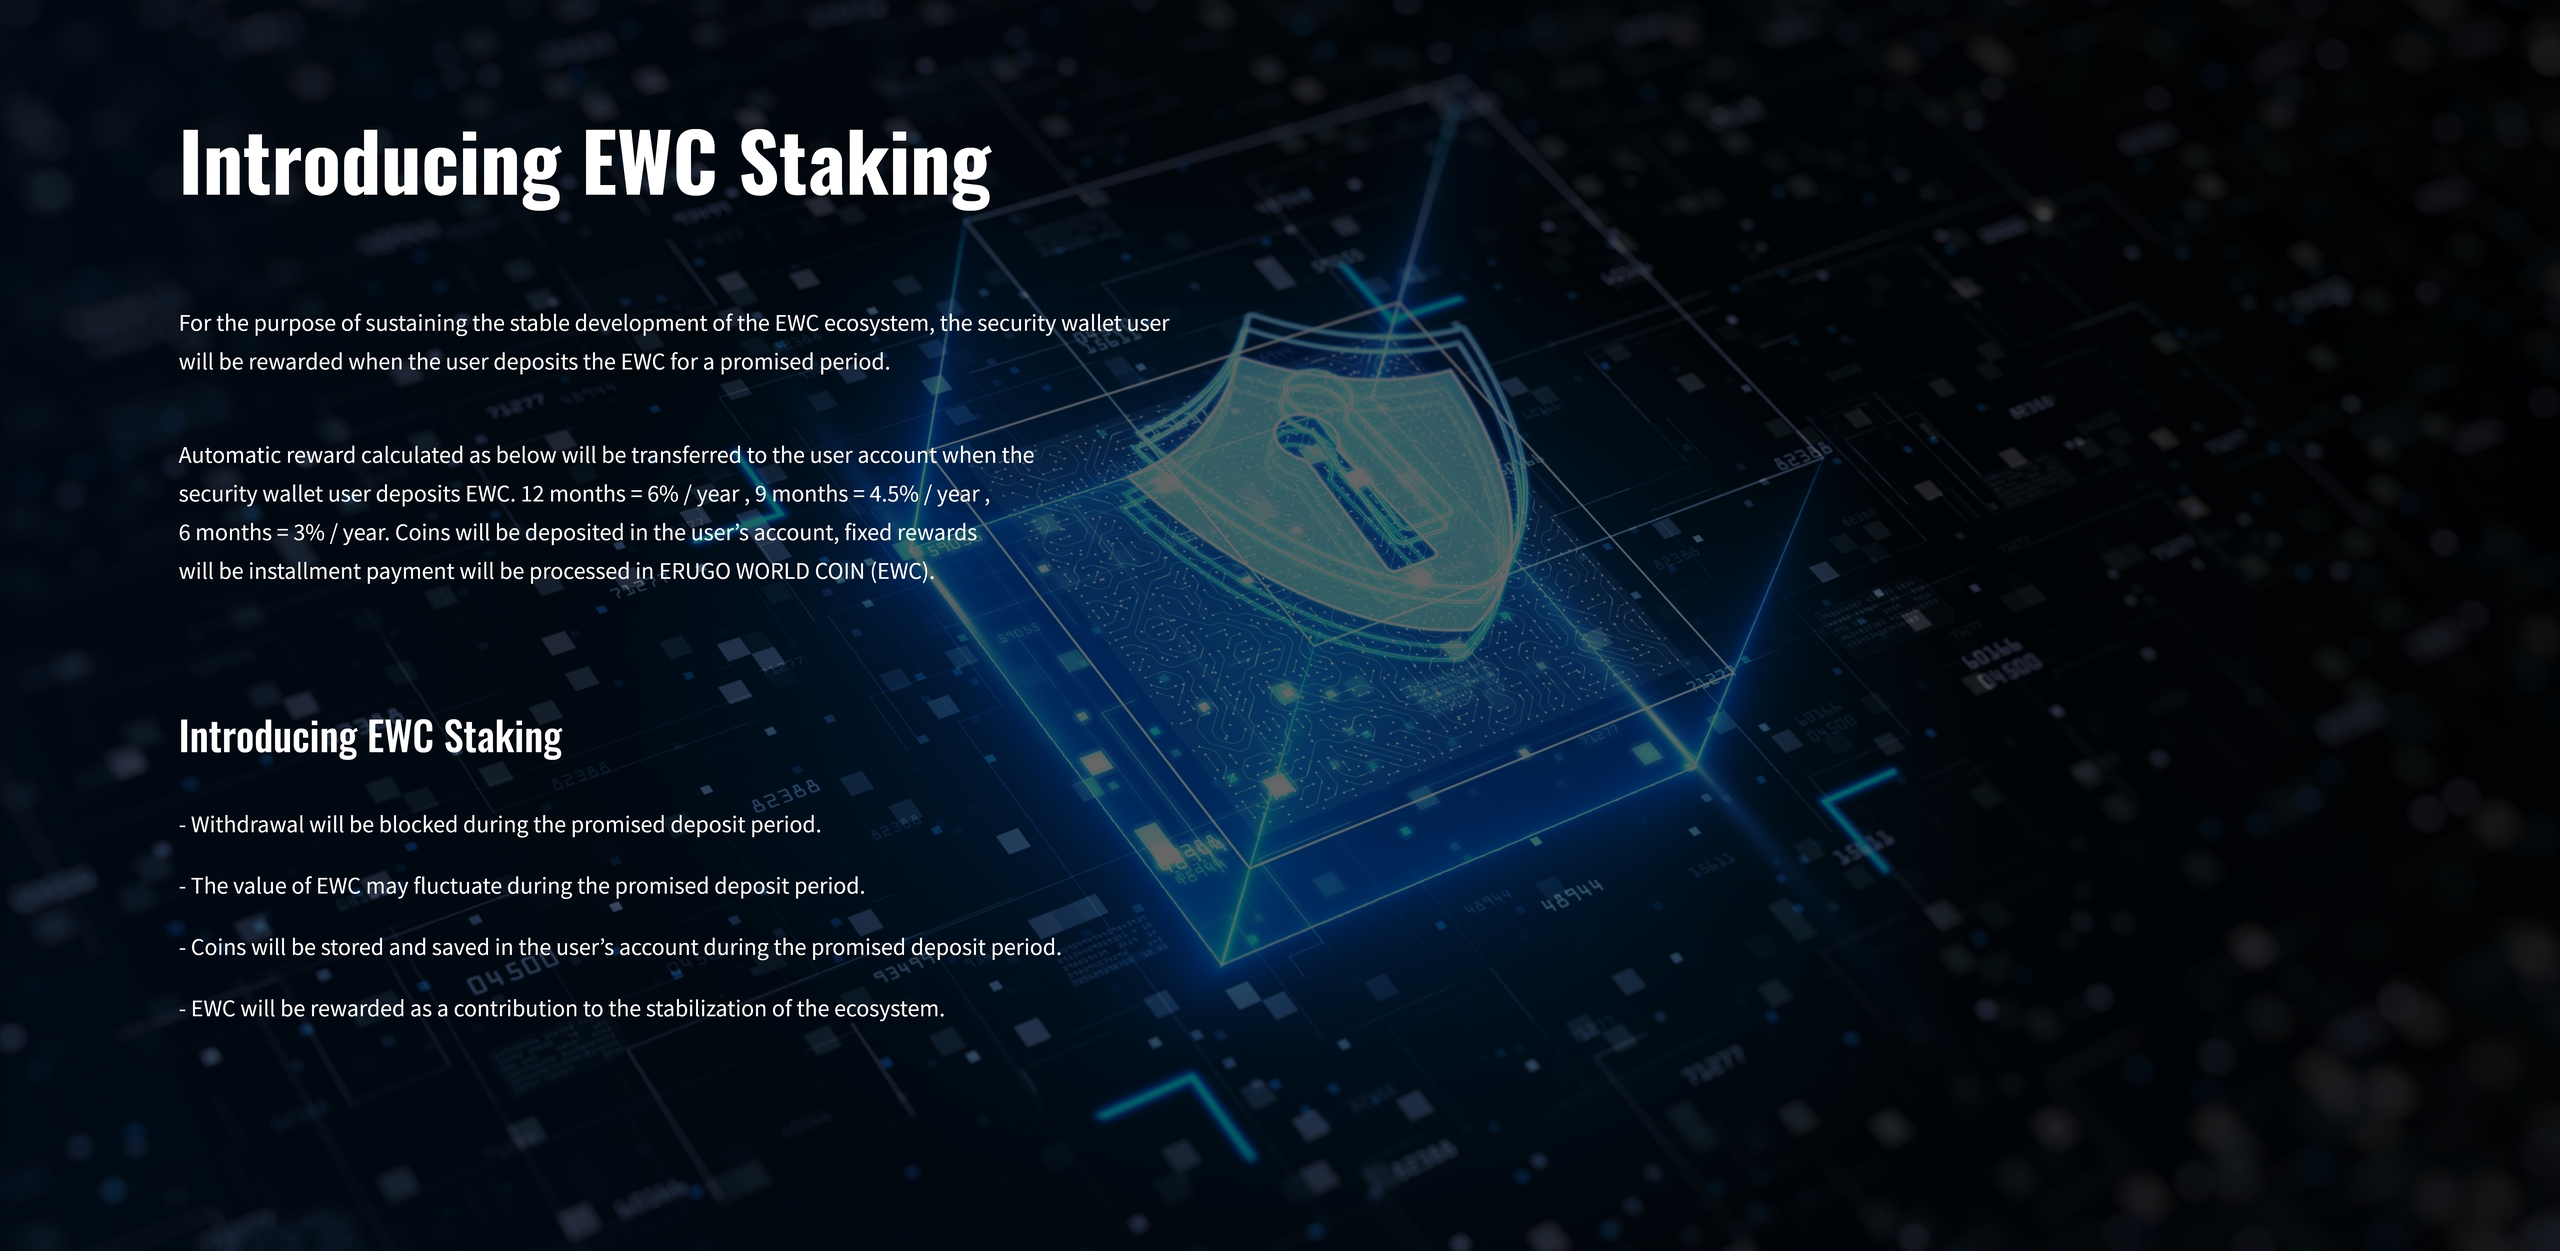 Introducing EWC Staking
For the purpose of sustaining the stable development of the EWC ecosystem, the security wallet user
will be rewarded when the user deposits the EWC for a promised period.
Automatic reward calculated as below will be transferred to the user account when the
security wallet user deposits EWC. 12 months = 6% / year , 9 months = 4.5% / year ,
6 months = 3% / year. Coins will be deposited in the user’s account, fixed rewards
will be installment payment will be processed in ERUGO WORLD COIN (EWC).
Introducing EWC Staking
- Withdrawal will be blocked during the promised deposit period.
82388
- The value of EWC may fluctuate during the promised deposit period.
- Coins will be stored and saved in the user’s account during the promised deposit period.
04500
- EWC will be rewarded as a contribution to the stabilization of the ecosystem.
82388
71277
48944
15611